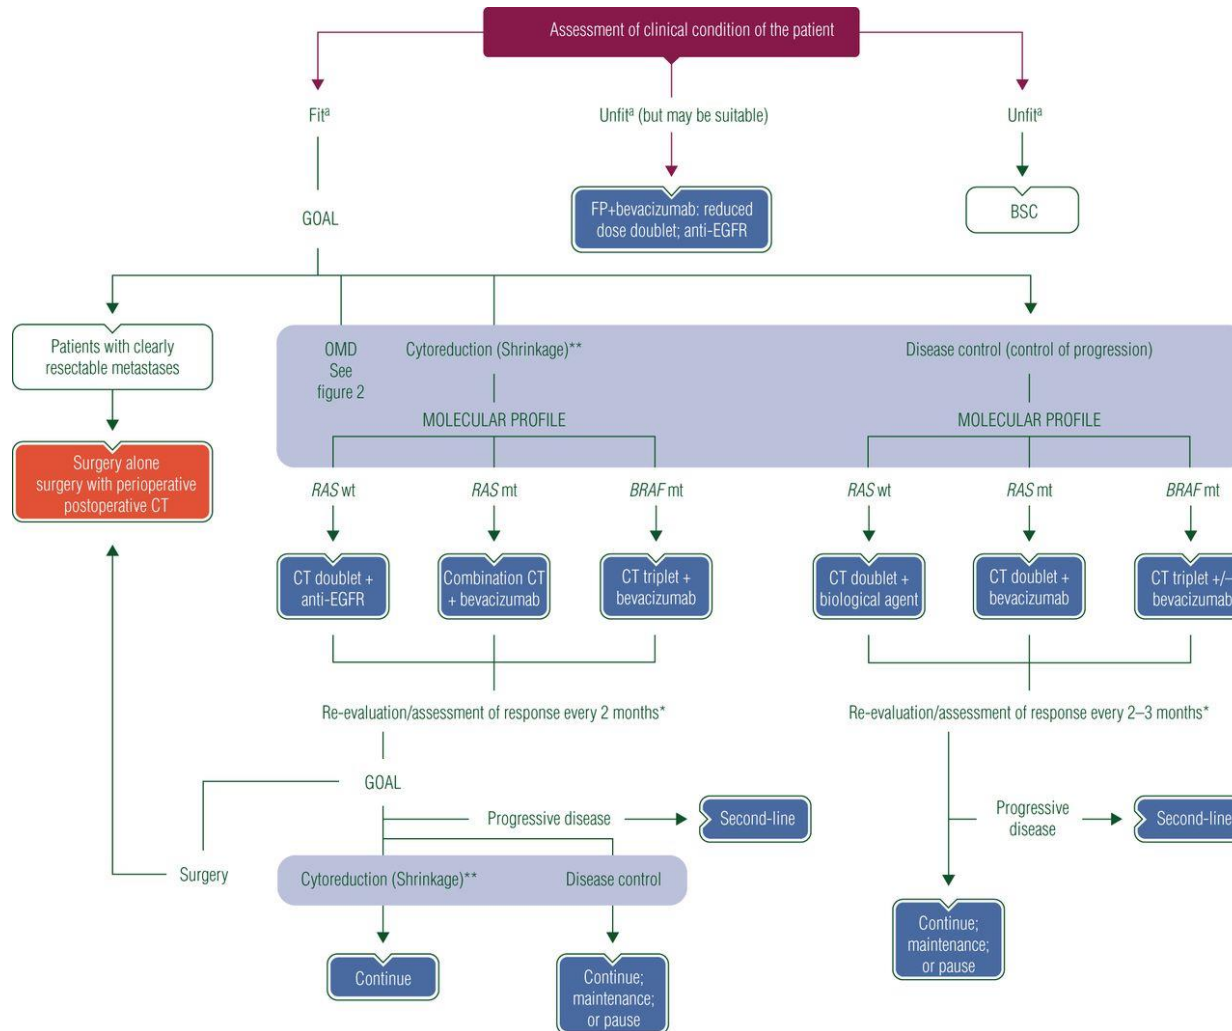 Assessment of clinical condition of the patient
Fitᵃ
Unfitᵃ (but may be suitable)
Unfitᵃ
FP+bevacizumab: reduced
dose doublet; anti-EGFR
BSC
GOAL
Patients with clearly
resectable metastases
Surgery alone
surgery with perioperative
postoperative CT
OMD
See
figure 2
Cytoreduction (Shrinkage)**
Disease control (control of progression)
MOLECULAR PROFILE
MOLECULAR PROFILE
RAS wt
RAS mt
BRAF mt
RAS wt
RAS mt
BRAF mt
CT doublet +
anti-EGFR
Combination CT
+ bevacizumab
CT triplet +
bevacizumab
CT doublet +
biological agent
CT doublet +
bevacizumab
CT triplet +/–
bevacizumab
Re-evaluation/assessment of response every 2 months*
Re-evaluation/assessment of response every 2–3 months*
GOAL
Progressive disease
Second-line
Progressive
disease
Second-line
Surgery
Cytoreduction (Shrinkage)**
Disease control
Continue
Continue;
maintenance;
or pause
Continue;
maintenance;
or pause